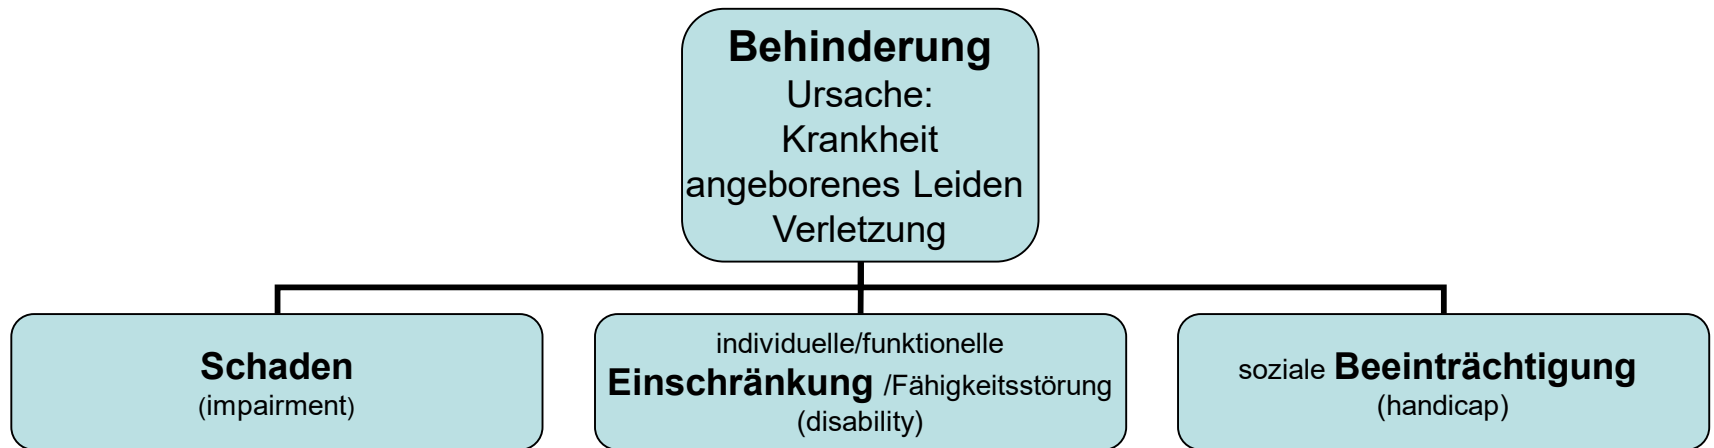 Behinderung
Ursache:
Krankheit
angeborenes Leiden
Verletzung
Schaden
(impairment)
individuelle/funktionelle
Einschränkung /Fähigkeitsstörung
(disability)
soziale Beeinträchtigung
(handicap)